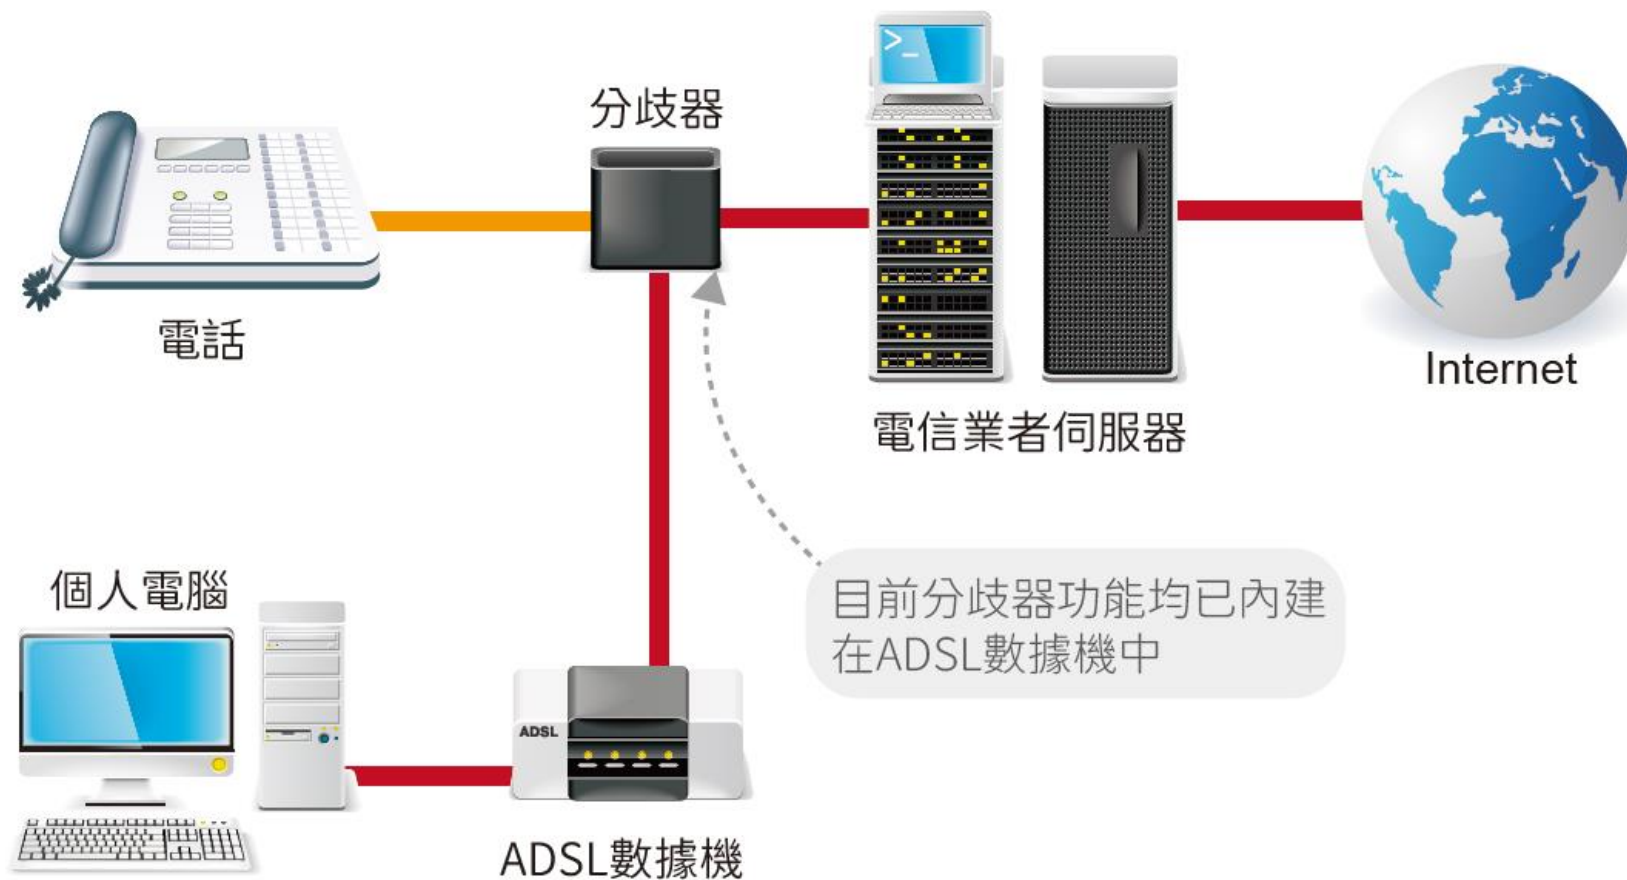 分歧器
電話
Internet
電信業者伺服器
目前分歧器功能均已內建
在ADSL數據機中
個人電腦
ADSL
ADSL數據機